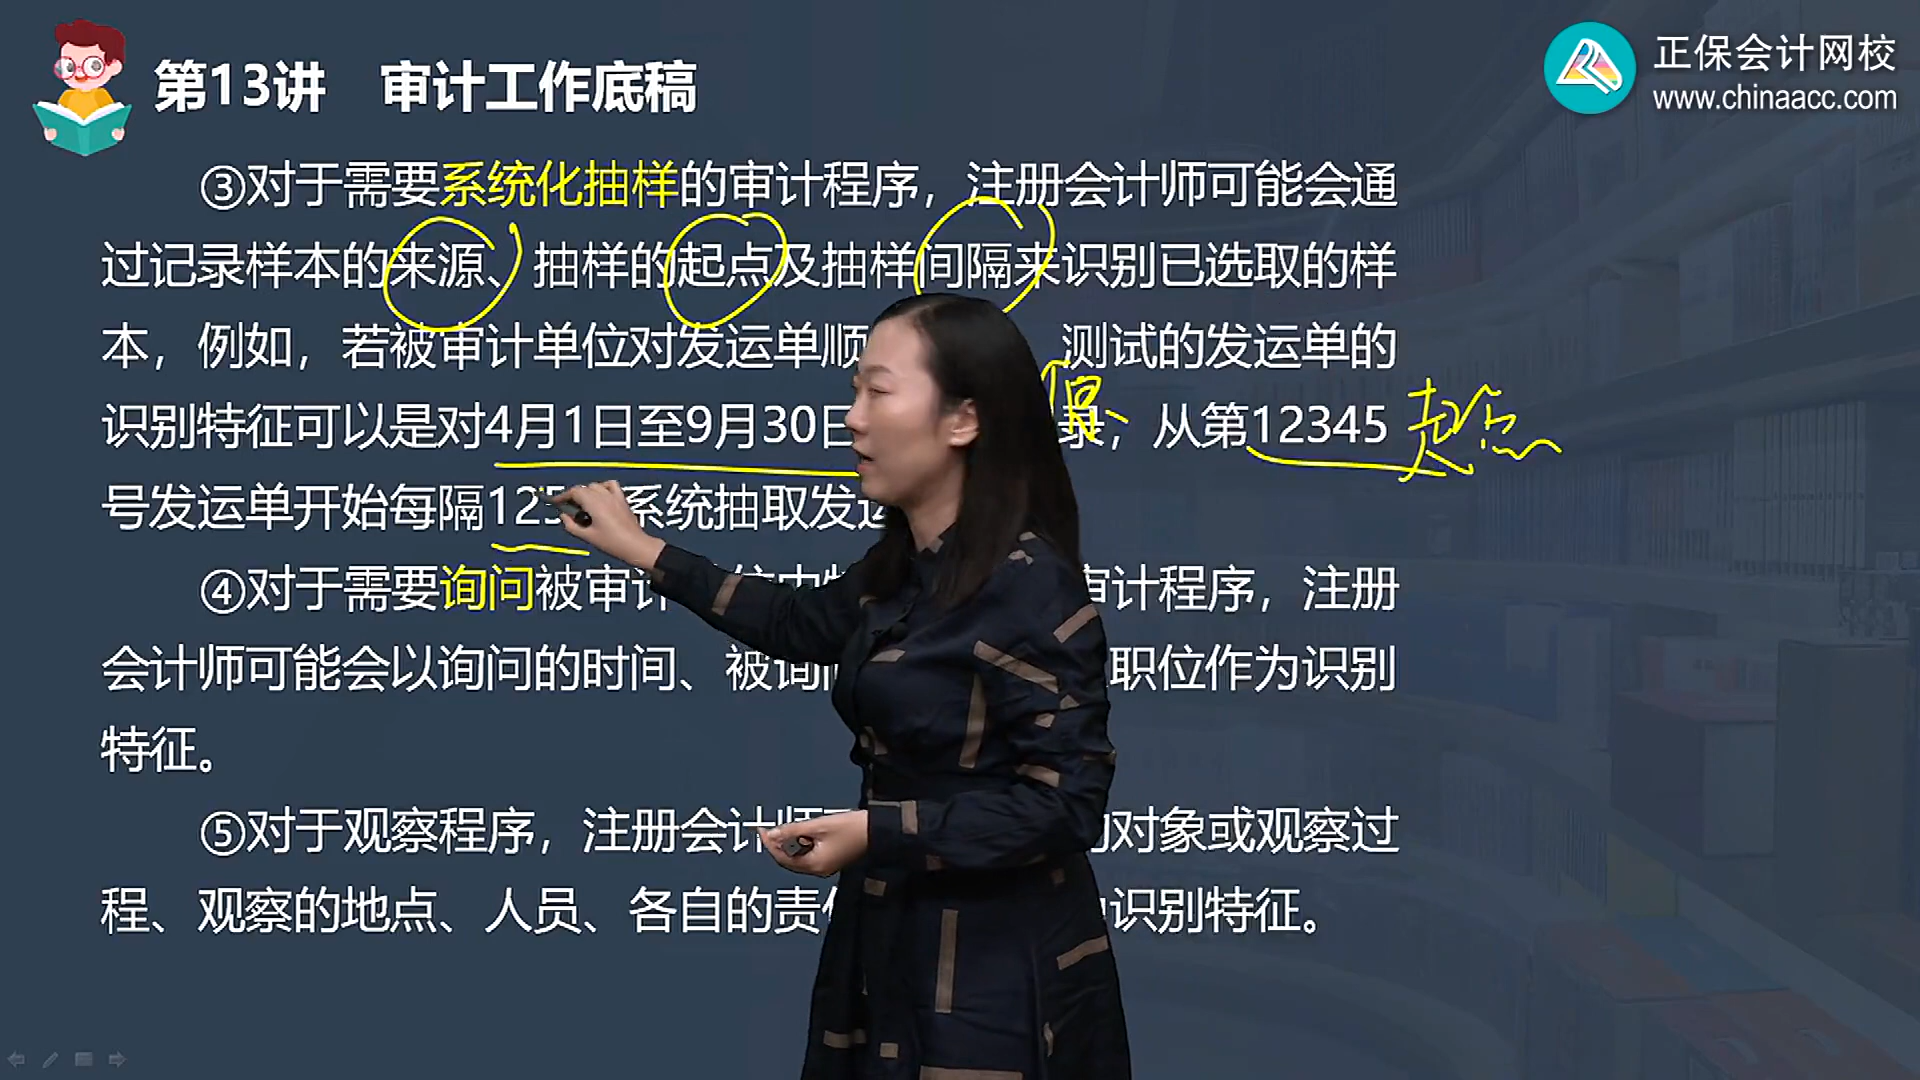 第13讲 审计工作底稿
正保会计网校
www.chinaacc.com
③对于需要系统化抽样的审计程序，注册会计师可能会通
过记录样本的来源、抽样的起点及抽样间隔来识别已选取的样
本，例如，若被审计单位对发运单顺 测试的发运单的
识别特征可以是对4月1日至9月30日 录，从第12345 起点
号发运单开始每隔12 系统抽取发运
④对于需要询问被审计 审计程序，注册
会计师可能会以询问的时间、被询问 职位作为识别
特征。
⑤对于观察程序，注册会计师 对象或观察过
程、观察的地点、人员、各自的责 识别特征。